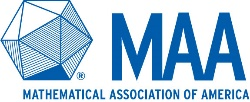 MAA
®
MATHEMATICAL ASSOCIATION OF AMERICA